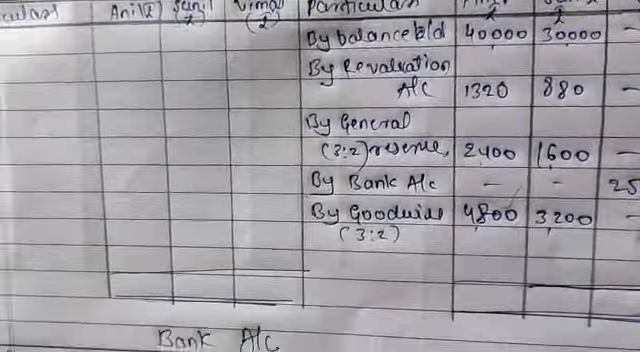 Anil(₹) Sunil ₹ Vimal (₹) Particulars
By balance b/d 40000 30000 -
By Revaluation
A/c 1320 880 -
By General
(3:2) reserve, 2400 1600 -
By Bank A/c - - 25
By Goodwill 4800 3200 -
(3:2)
Bank A/c